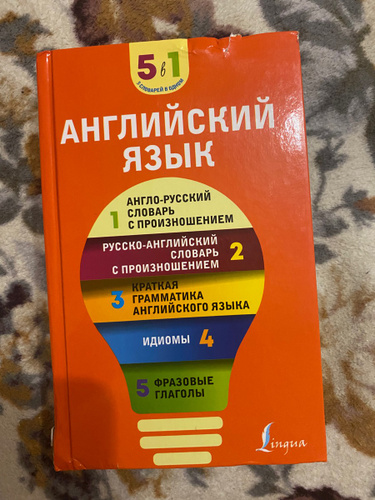 5 в 1
5 СЛОВАРЕЙ В ОДНОМ
АНГЛИЙСКИЙ
ЯЗЫК
1 АНГЛО-РУССКИЙ
СЛОВАРЬ
С ПРОИЗНОШЕНИЕМ
РУССКО-АНГЛИЙСКИЙ
СЛОВАРЬ 2
С ПРОИЗНОШЕНИЕМ
КРАТКАЯ
3 ГРАММАТИКА
АНГЛИЙСКОГО ЯЗЫКА
ИДИОМЫ 4
5 ФРАЗОВЫЕ
ГЛАГОЛЫ
Lingua